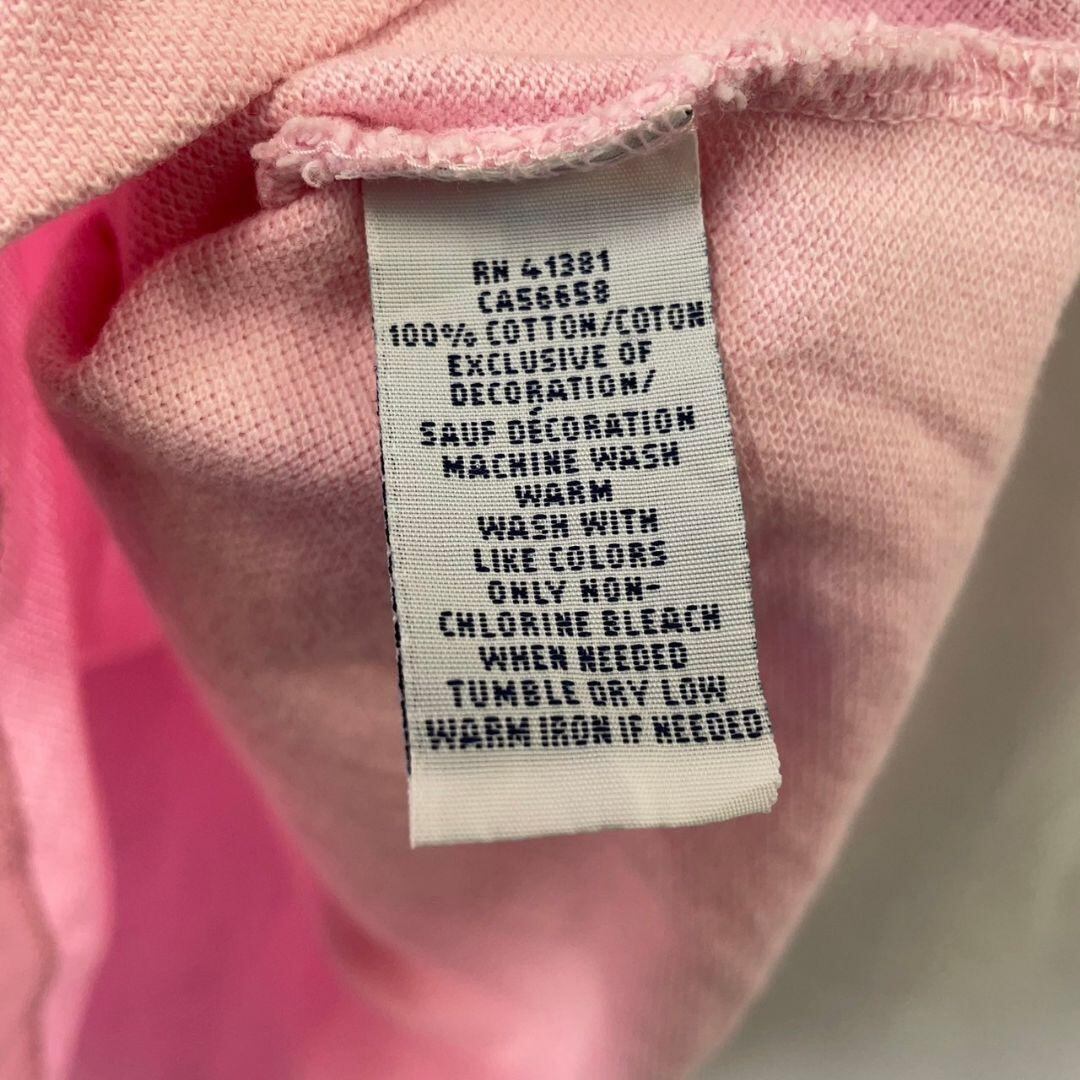 RN 41381
CA56658
100% COTTON/COTON
EXCLUSIVE OF
DECORATION/
SAUF DÉCORATION
MACHINE WASH
WARM
WASH WITH
LIKE COLORS
ONLY NON-
CHLORINE BLEACH
WHEN NEEDED
TUMBLE DRY LOW
WARM IRON IF NEEDED